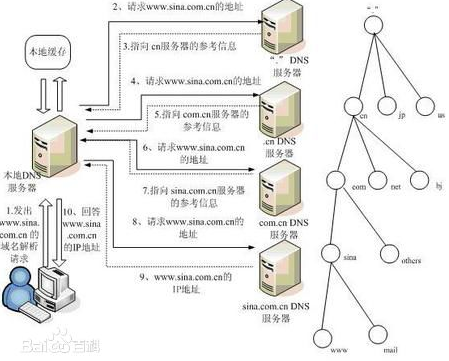 2、请求www.sina.com.cn的地址
本地缓存
3.指向 cn服务器的参考信息
“.” DNS
服务器
4、请求www.sina.com.cn的地址
5.指向 com.cn服务器的
参考信息
.cn DNS
服务器
本地DNS
服务器
6、请求www.sina.com.cn
的地址
7.指向 sina.com.cn服务器
的参考信息
com.cn DNS
服务器
1.发出
www.sina.
com.cn 的
域名解析
请求
10、回答
www.sina
.com.cn
的IP地址
8、请求www.sina.com.cn的
地址
9、www.sina.com.cn的
IP地址
sina.com.cn DNS
服务器
“.”
cn
jp
us
com
net
bj
sina
others
www
mail
Bai百科